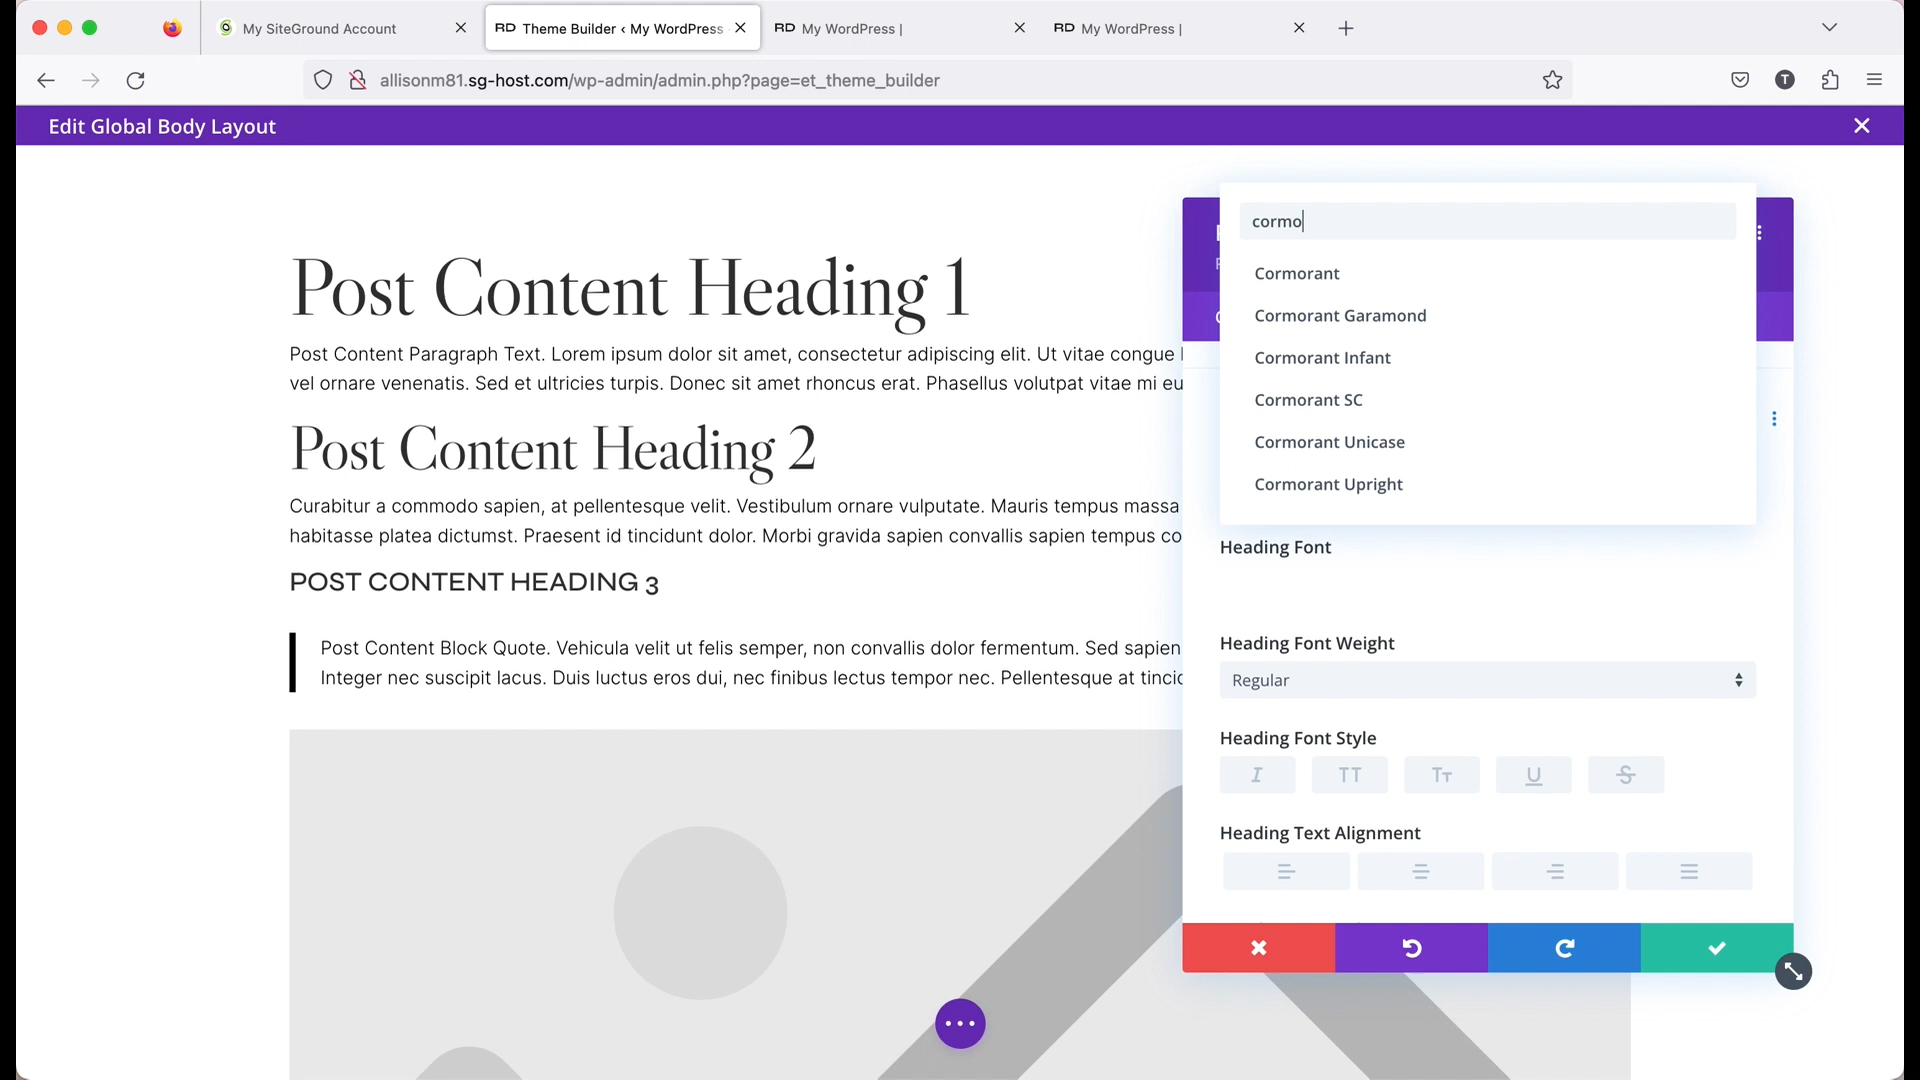 My SiteGround Account
RD Theme Builder ‹ My WordPress
RD My WordPress |
RD My WordPress |
allisonm81.sg-host.com/wp-admin/admin.php?page=et_theme_builder
T
Edit Global Body Layout
cormo
Cormorant
Cormorant Garamond
Cormorant Infant
Cormorant SC
Cormorant Unicase
Cormorant Upright
Post Content Heading 1
Post Content Paragraph Text. Lorem ipsum dolor sit amet, consectetur adipiscing elit. Ut vitae congue
vel ornare venenatis. Sed et ultricies turpis. Donec sit amet rhoncus erat. Phasellus volutpat vitae mi eu
Post Content Heading 2
Curabitur a commodo sapien, at pellentesque velit. Vestibulum ornare vulputate. Mauris tempus massa
habitasse platea dictumst. Praesent id tincidunt dolor. Morbi gravida sapien convallis sapien tempus co
POST CONTENT HEADING 3
Post Content Block Quote. Vehicula velit ut felis semper, non convallis dolor fermentum. Sed sapien
Integer nec suscipit lacus. Duis luctus eros dui, nec finibus lectus tempor nec. Pellentesque at tincid
Heading Font
Heading Font Weight
Regular
Heading Font Style
I TT Tт U S
Heading Text Alignment